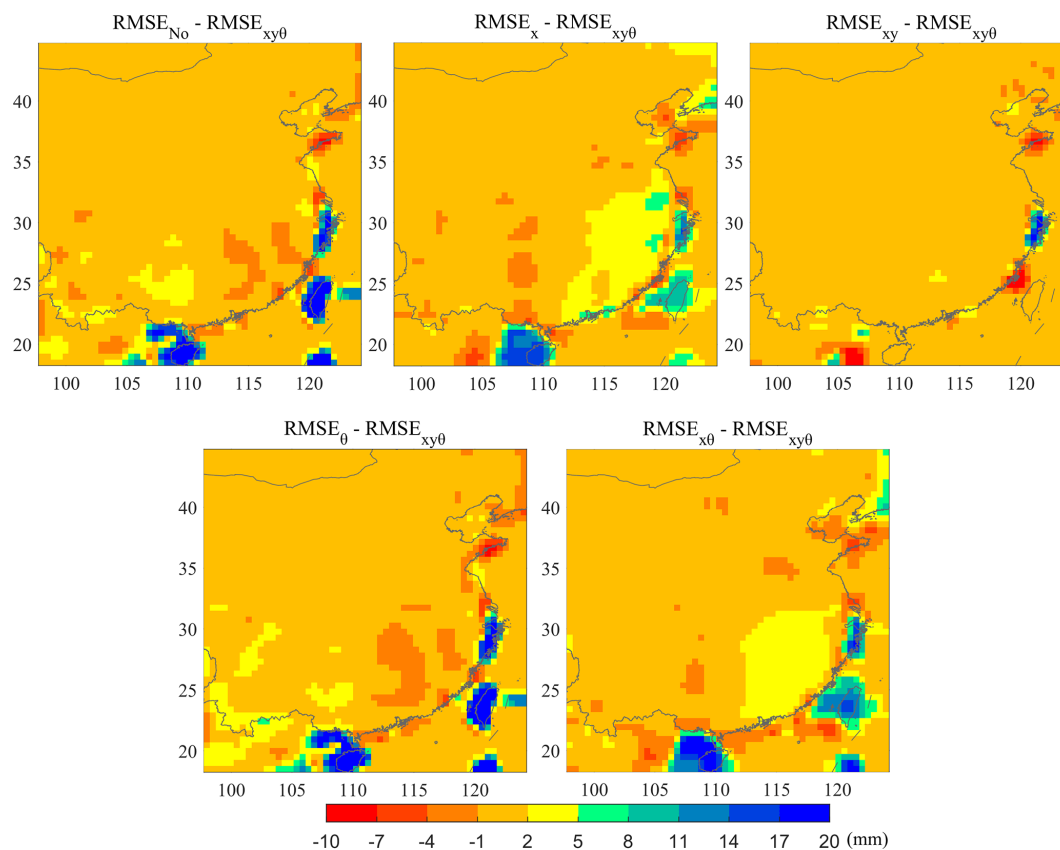 RMSE_No - RMSE_xyθ
RMSE_x - RMSE_xyθ
RMSE_xy - RMSE_xyθ
40
35
30
25
20
100 105 110 115 120
40
35
30
25
20
100 105 110 115 120
40
35
30
25
20
100 105 110 115 120
RMSE_θ - RMSE_xyθ
RMSE_xθ - RMSE_xyθ
40
35
30
25
20
100 105 110 115 120
40
35
30
25
20
100 105 110 115 120
-10 -7 -4 -1 2 5 8 11 14 17 20 (mm)